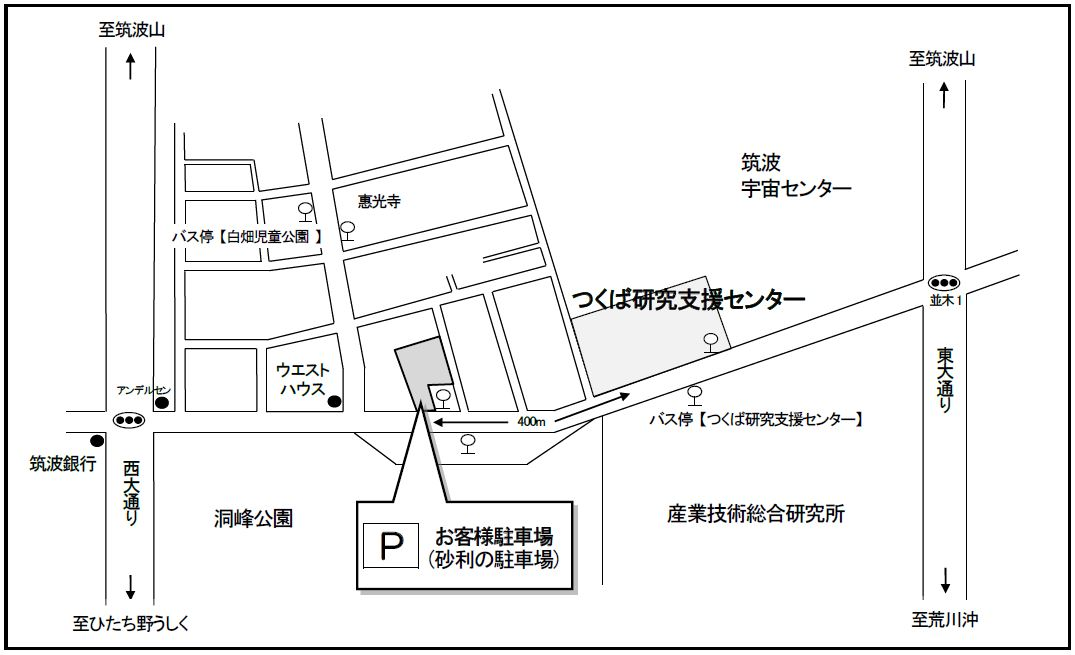 至筑波山
至筑波山
筑波
宇宙センター
恵光寺
バス停【白畑児童公園 】
つくば研究支援センター
並木1
ウエスト
ハウス
アンデルセン
東大通り
400m
バス停【つくば研究支援センター】
筑波銀行
西大通り
洞峰公園
産業技術総合研究所
P
お客様駐車場
(砂利の駐車場)
至ひたち野うしく
至荒川沖